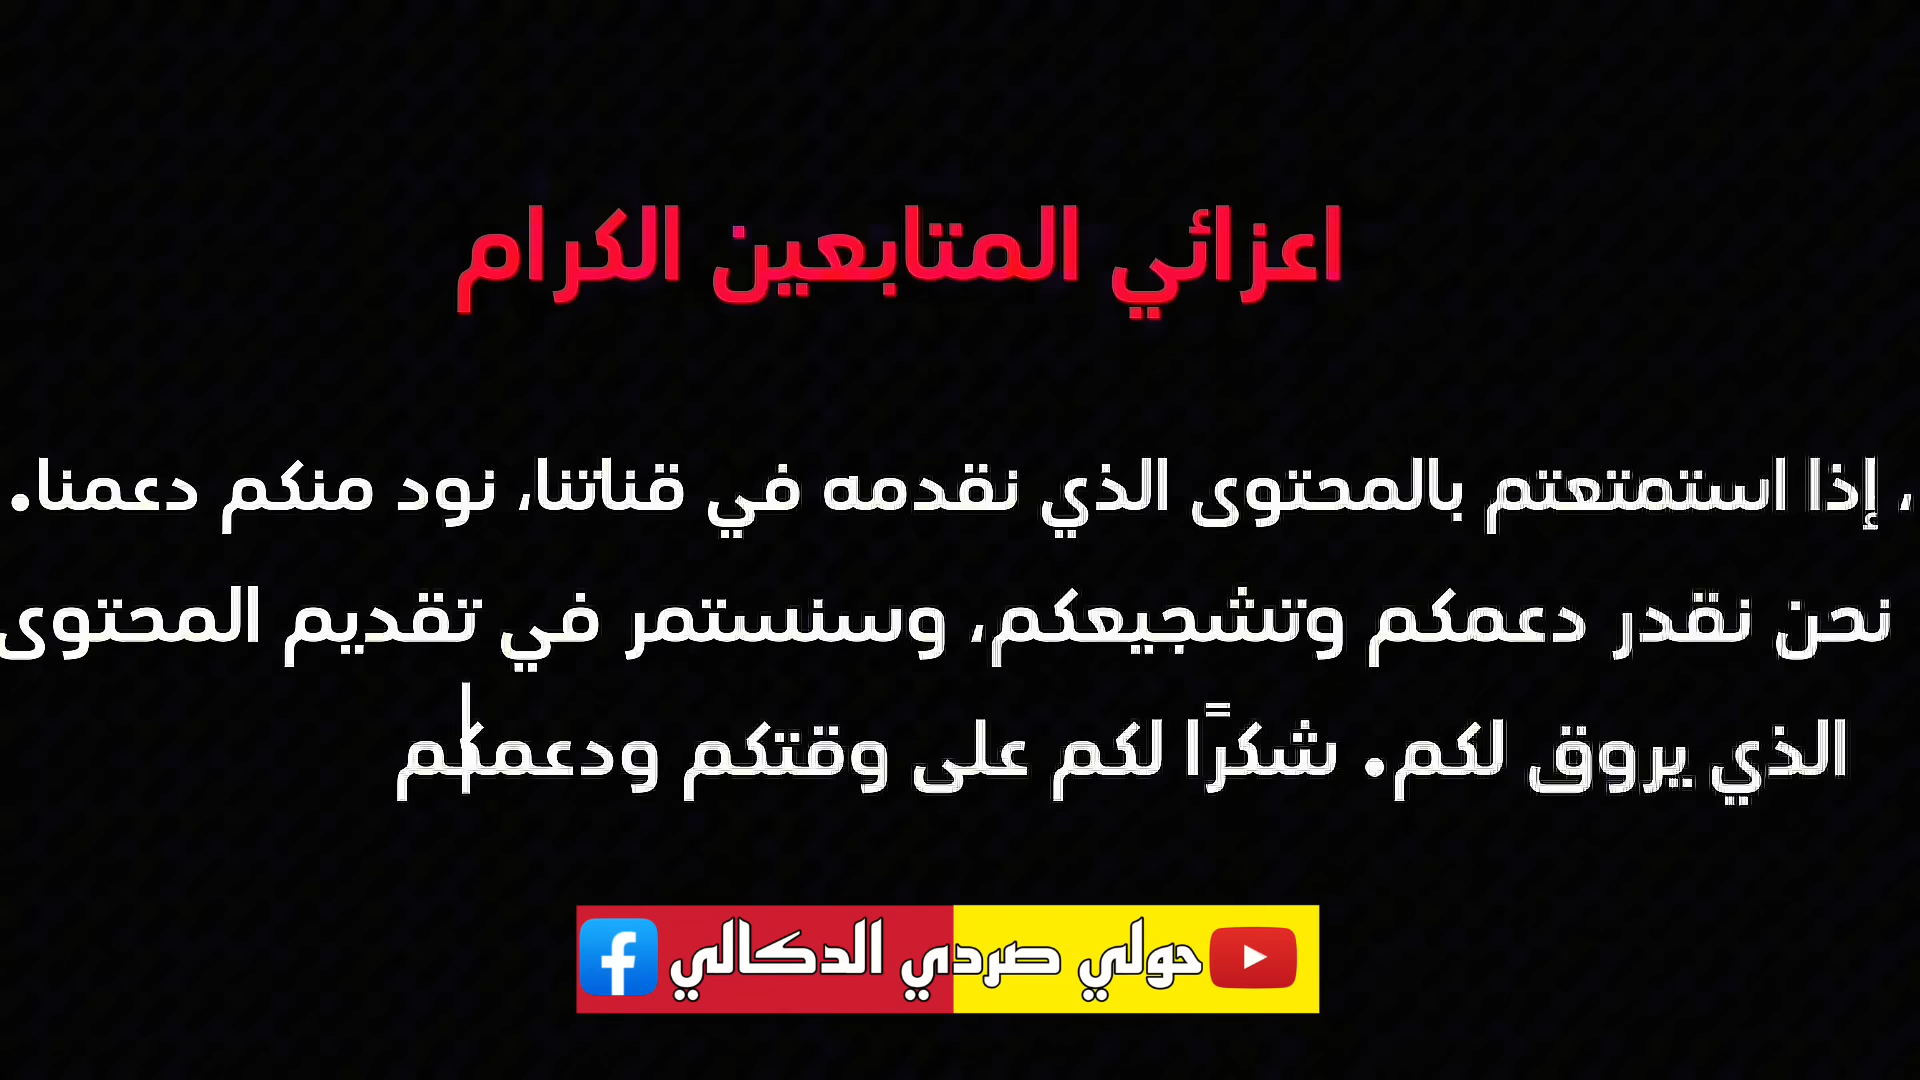 اعزائي المتابعين الكرام
، إذا استمتعتم بالمحتوى الذي نقدمه في قناتنا، نود منكم دعمنا.
نحن نقدر دعمكم وتشجيعكم، وسنستمر في تقديم المحتوى
الذي يروق لكم. شكرًا لكم على وقتكم ودعمكم
حولي صردي الدكالي